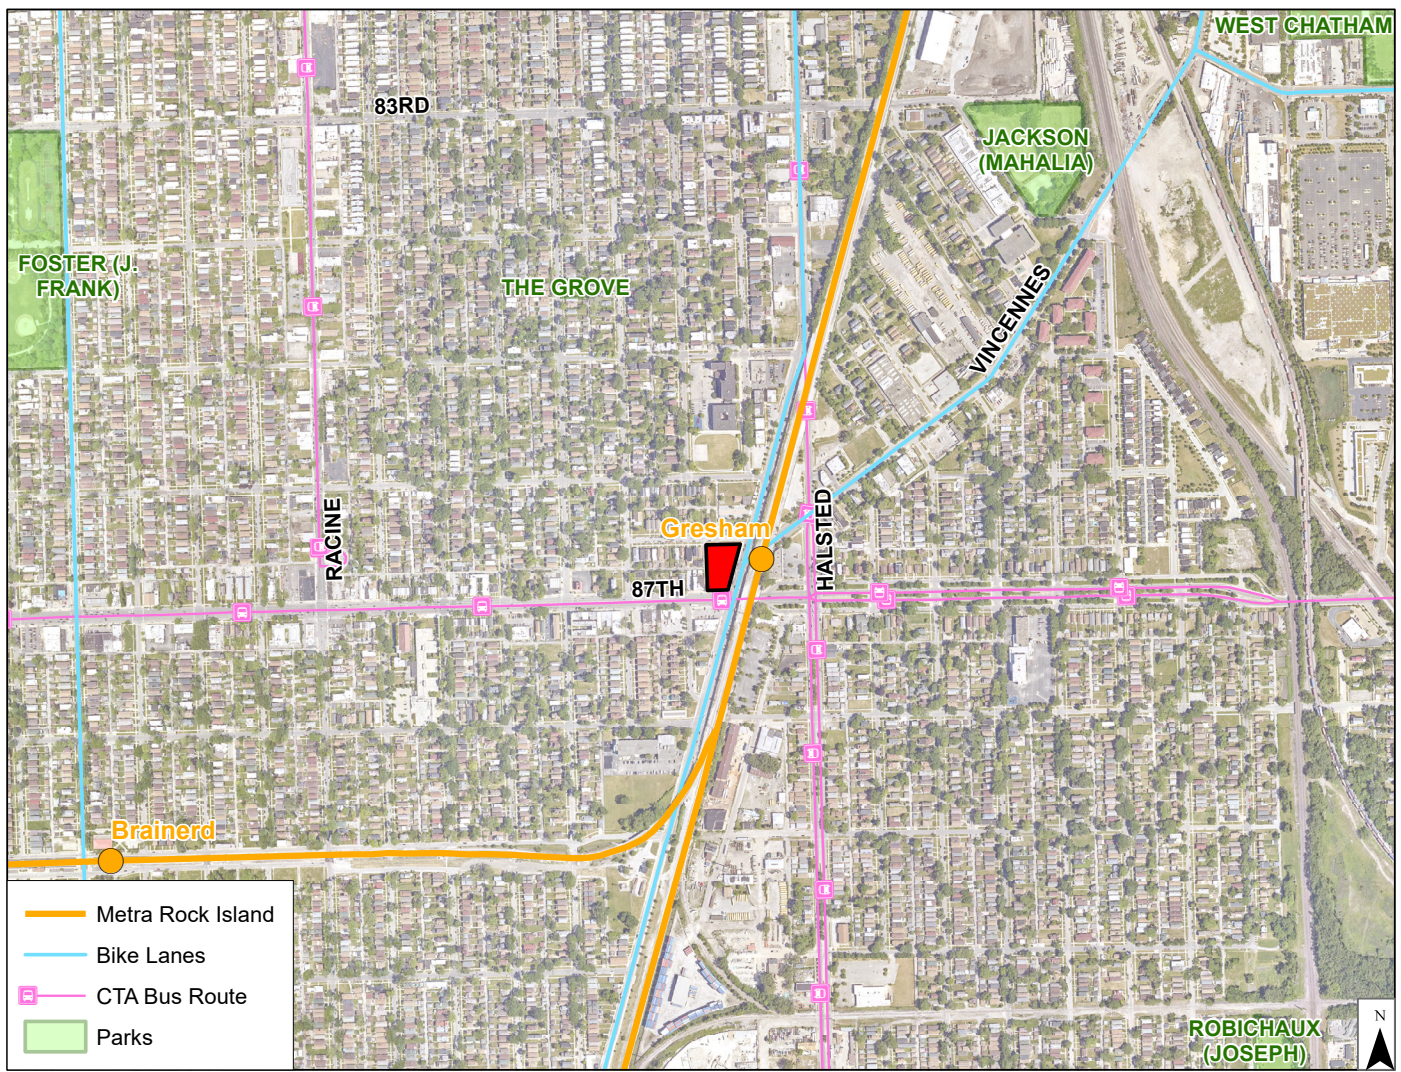 WEST CHATHAM
83RD
JACKSON
(MAHALIA)
FOSTER (J.
FRANK)
THE GROVE
VINCENNES
RACINE
HALSTED
Gresham
87TH
Brainerd
Metra Rock Island
Bike Lanes
CTA Bus Route
Parks
N
ROBICHAUX
(JOSEPH)